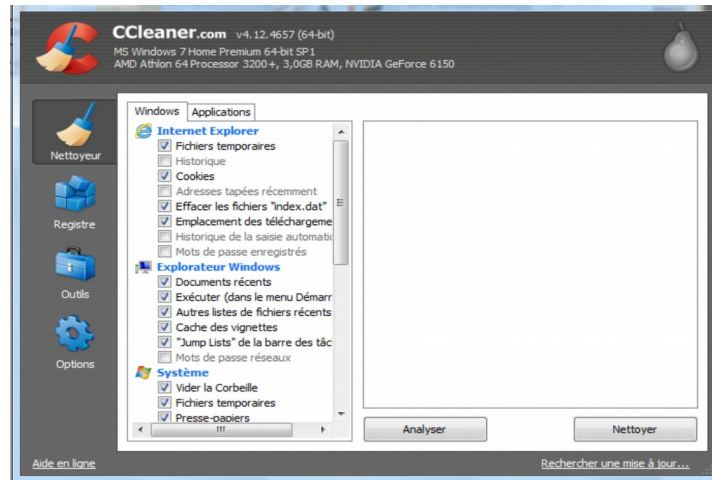 CCleaner.com v4.12.4657 (64-bit)
MS Windows 7 Home Premium 64-bit SP1
AMD Athlon 64 Processor 3200+, 3,0GB RAM, NVIDIA GeForce 6150
Nettoyeur
Registre
Outils
Options
Windows Applications
Internet Explorer
Fichiers temporaires
Historique
Cookies
Adresses tapées récemment
Effacer les fichiers "index.dat"
Emplacement des téléchargeme
Historique de la saisie automatic
Mots de passe enregistrés
Explorateur Windows
Documents récents
Exécuter (dans le menu Démarr
Autres listes de fichiers récents
Cache des vignettes
"Jump Lists" de la barre des tâc
Mots de passe réseaux
Système
Vider la Corbeille
Fichiers temporaires
Presse-papiers
Analyser Nettoyer
Aide en ligne Rechercher une mise à jour...